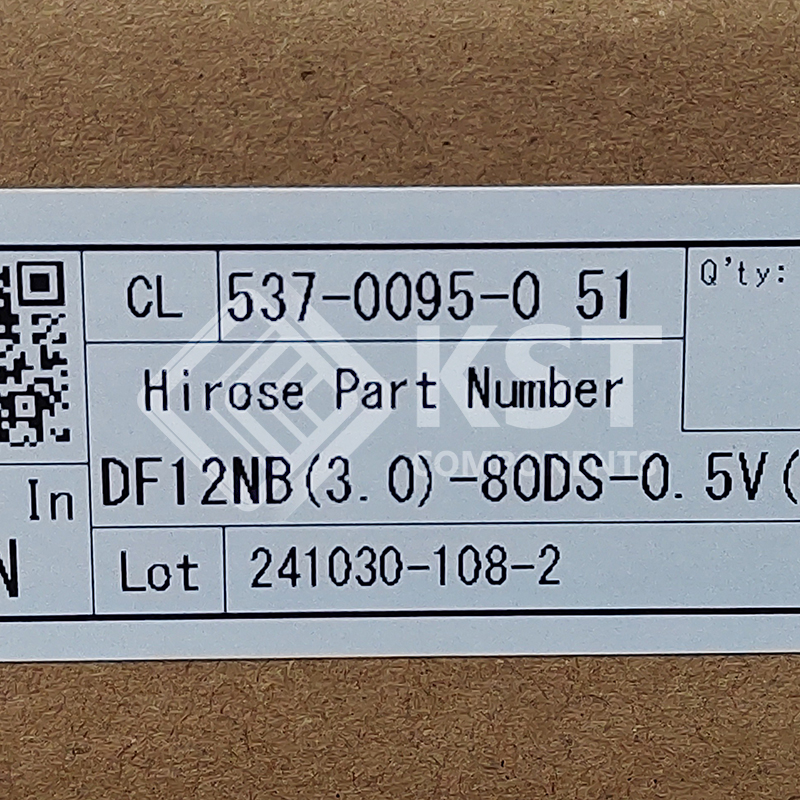 CL 537-0095-0 51
Q'ty:
Hirose Part Number
DF12NB(3.0)-80DS-0.5V(
In
N
Lot 241030-108-2
KST
COMPONENTS